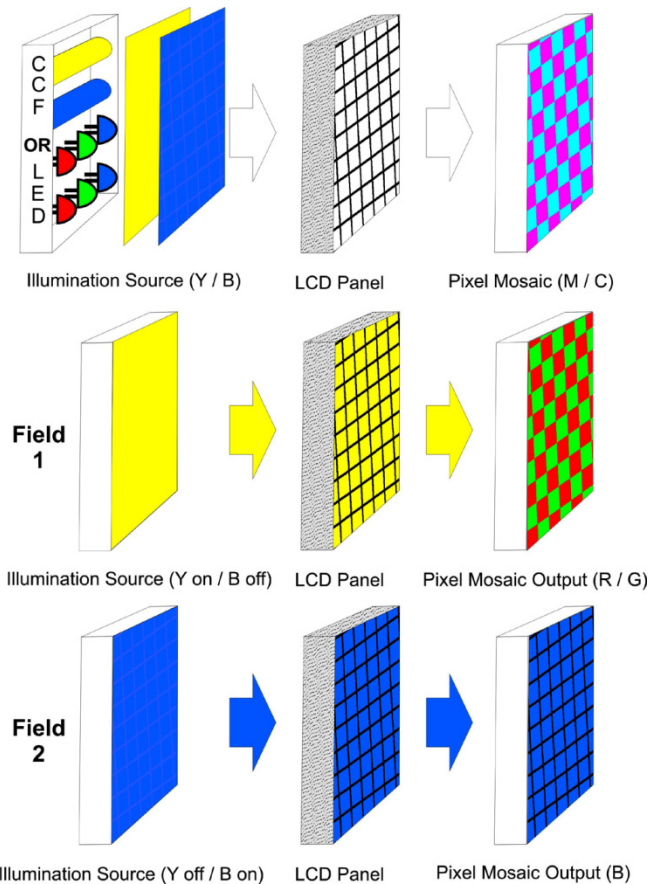 C
C
F
OR
L
E
D
Illumination Source (Y / B)
LCD Panel
Pixel Mosaic (M / C)
Field
1
Illumination Source (Y on / B off)
LCD Panel
Pixel Mosaic Output (R / G)
Field
2
Illumination Source (Y off / B on)
LCD Panel
Pixel Mosaic Output (B)